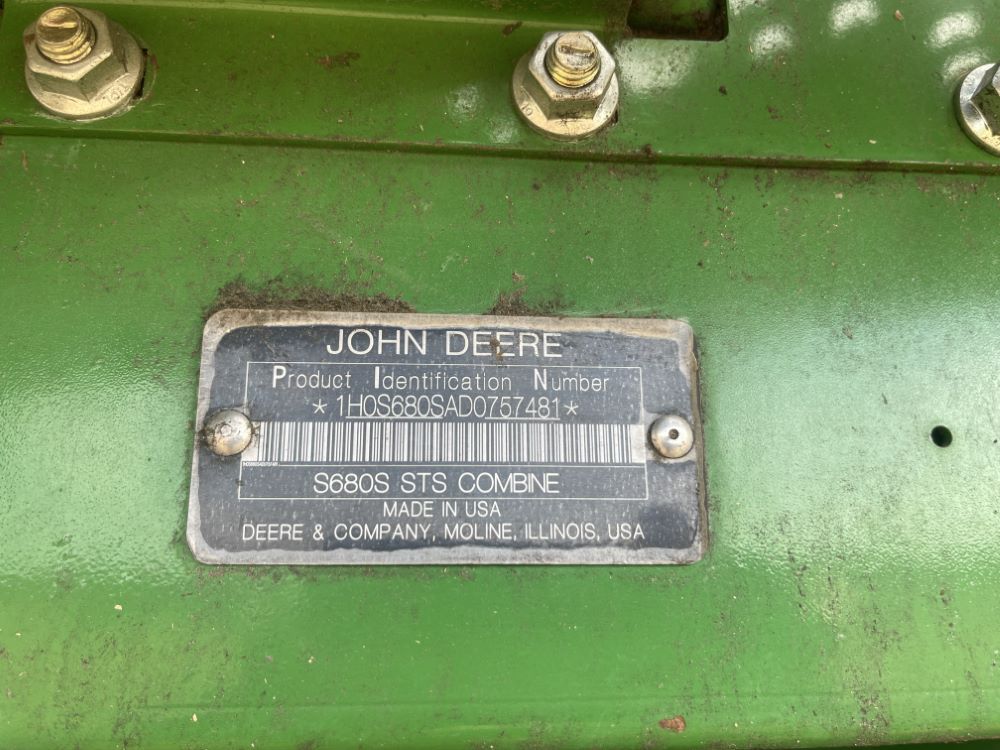 JOHN DEERE
Product Identification Number
*1H0S680SAD0757481*
S680S STS COMBINE
MADE IN USA
DEERE & COMPANY, MOLINE, ILLINOIS, USA